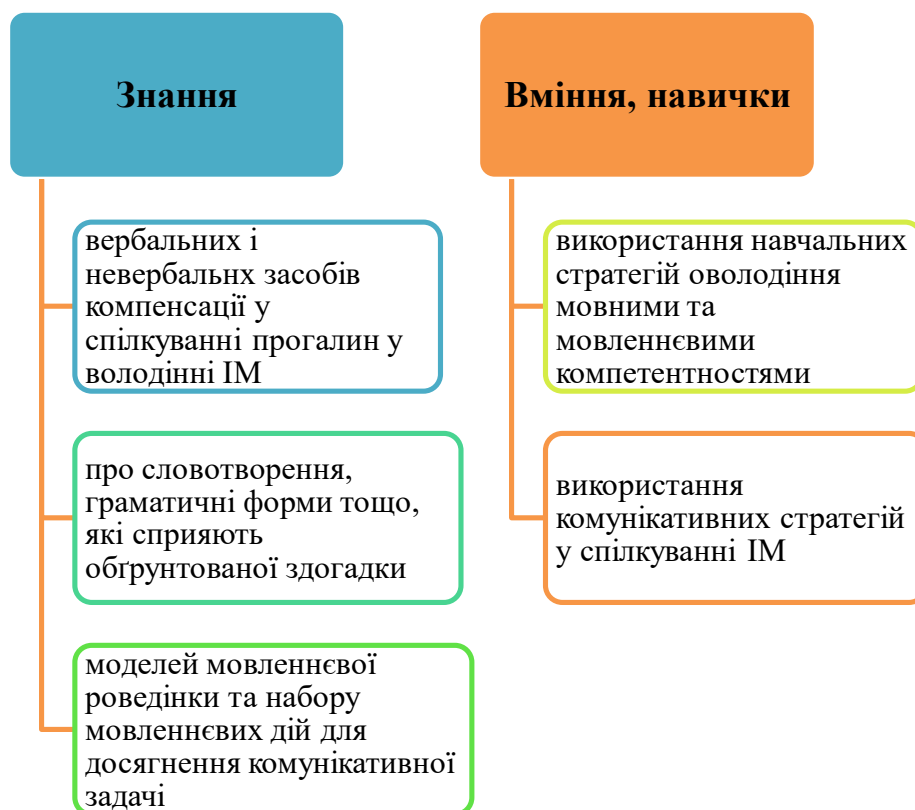 Знання
вербальних і
невербальнх засобів
компенсації у
спілкуванні прогалин у
володінні ІМ
про словотворення,
граматичні форми тощо,
які сприяють
обґрунтованої здогадки
моделей мовленнєвої
роведінки та набору
мовленнєвих дій для
досягнення комунікативної
задачі
Вміння, навички
використання навчальних
стратегій оволодіння
мовними та
мовленнєвими
компетентностями
використання
комунікативних стратегій
у спілкуванні ІМ